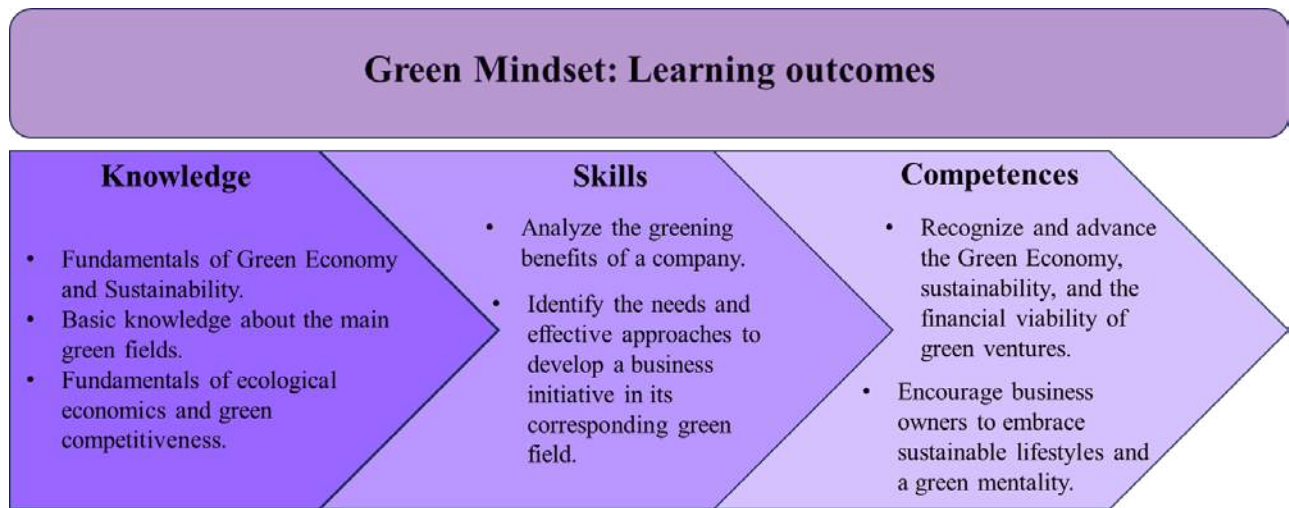 Green Mindset: Learning outcomes
Knowledge
• Fundamentals of Green Economy
and Sustainability.
• Basic knowledge about the main
green fields.
• Fundamentals of ecological
economics and green
competitiveness.
Skills
• Analyze the greening
benefits of a company.
• Identify the needs and
effective approaches to
develop a business
initiative in its
corresponding green
field.
Competences
• Recognize and advance
the Green Economy,
sustainability, and the
financial viability of
green ventures.
• Encourage business
owners to embrace
sustainable lifestyles and
a green mentality.